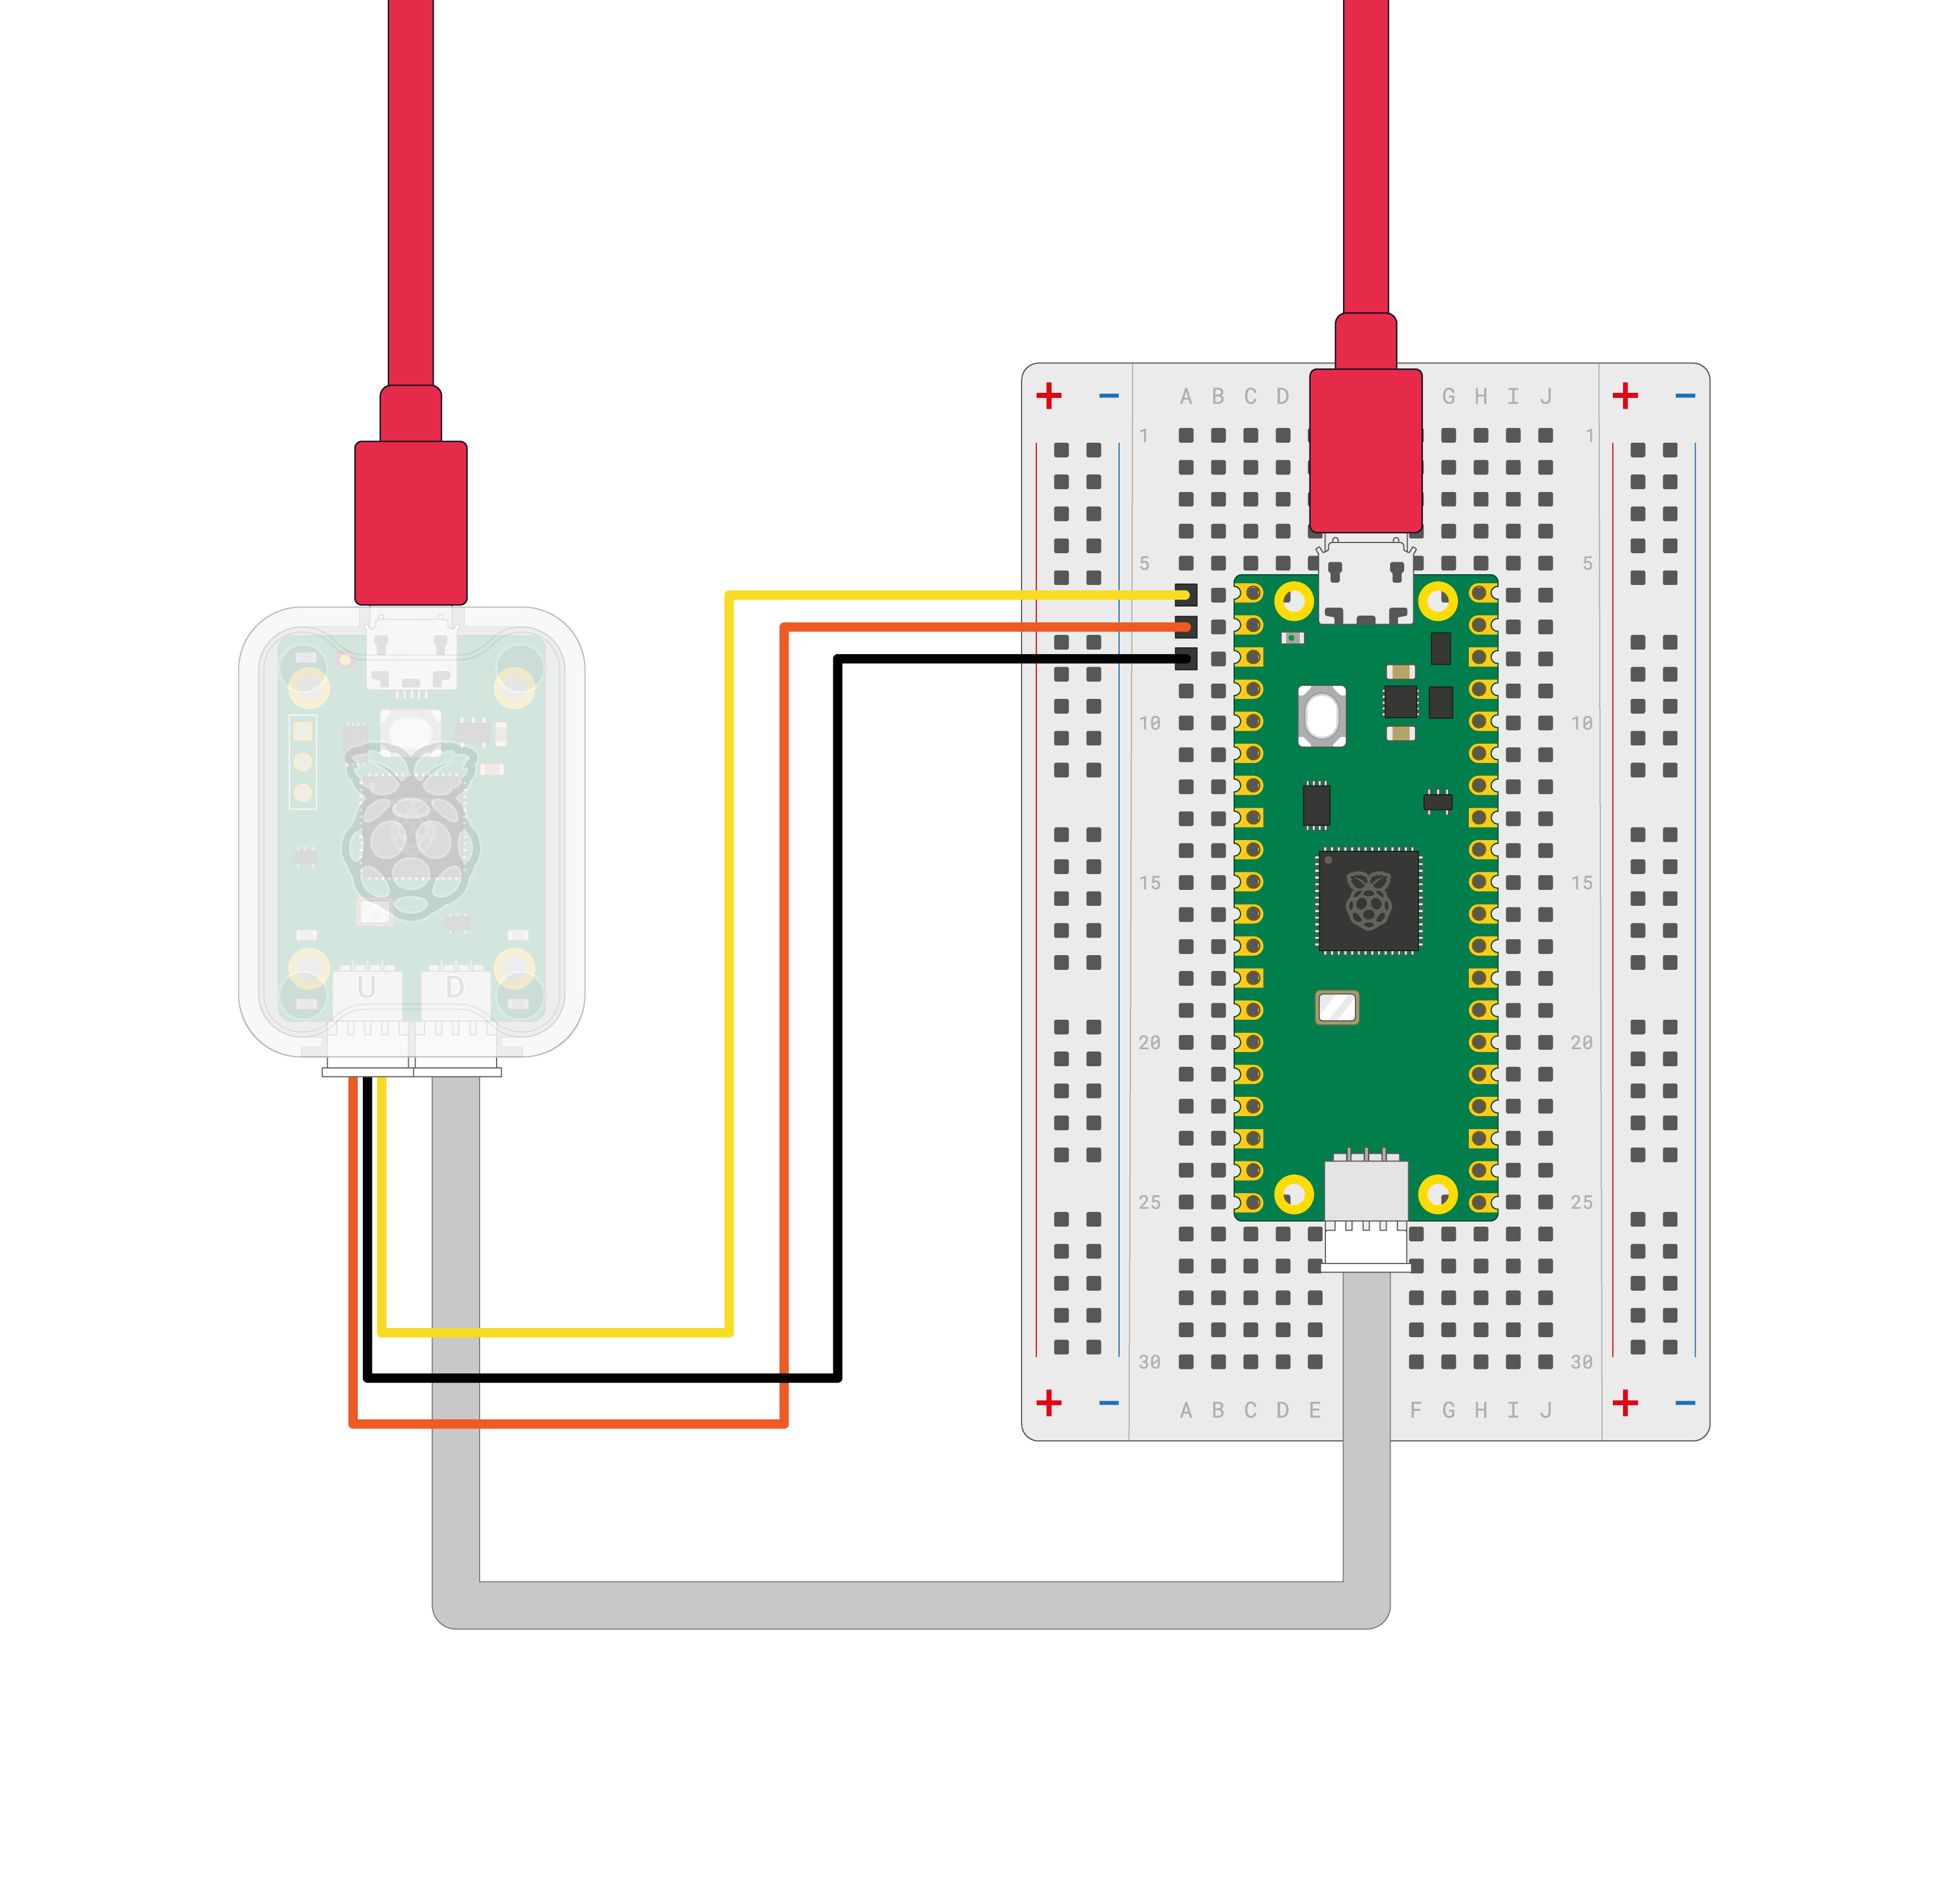 + − A B C D G H I J + −
1 1
5 5
10 10
15 15
U D
20 20
25 25
30 30
+ − A B C D E F G H I J + −